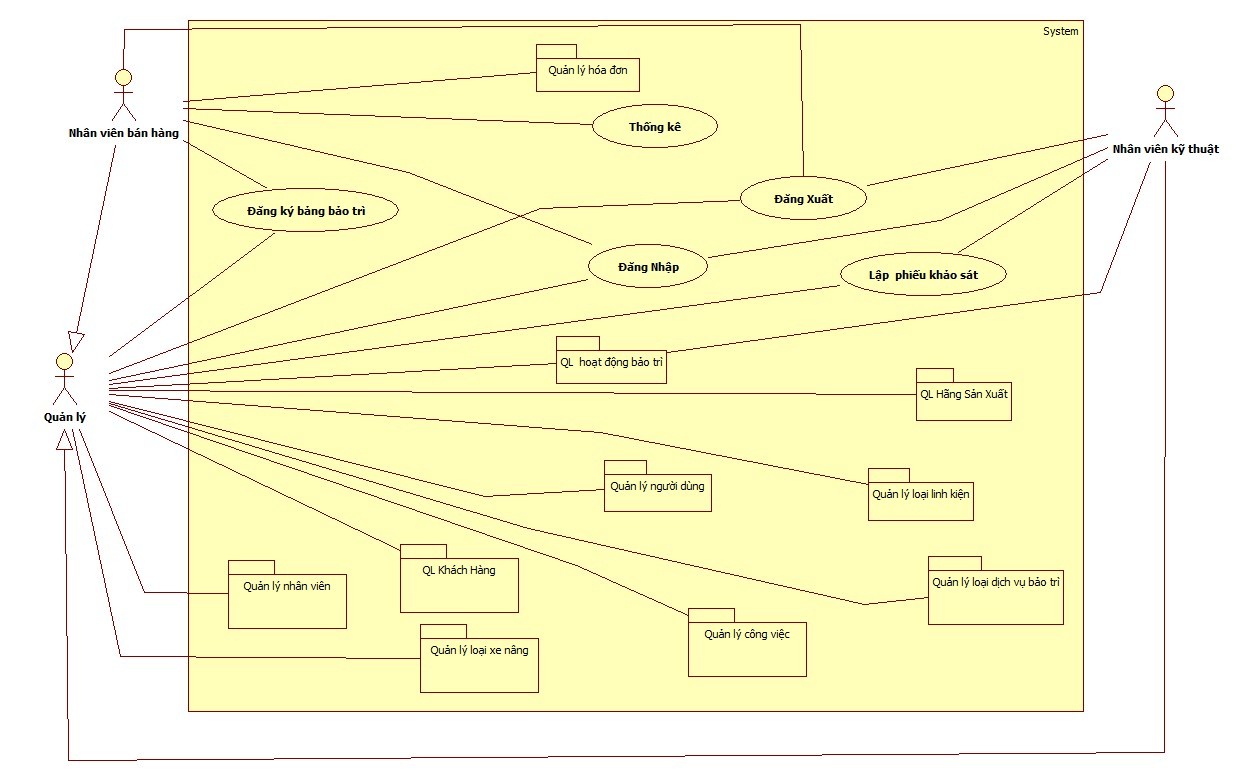 System
Quản lý hóa đơn
Thống kê
Nhân viên bán hàng
Nhân viên kỹ thuật
Đăng Xuất
Đăng ký bảng bảo trì
Đăng Nhập
Lập phiếu khảo sát
QL hoạt động bảo trì
QL Hãng Sản Xuất
Quản lý
Quản lý người dùng
Quản lý loại linh kiện
QL Khách Hàng
Quản lý nhân viên
Quản lý loại dịch vụ bảo trì
Quản lý công việc
Quản lý loại xe nâng